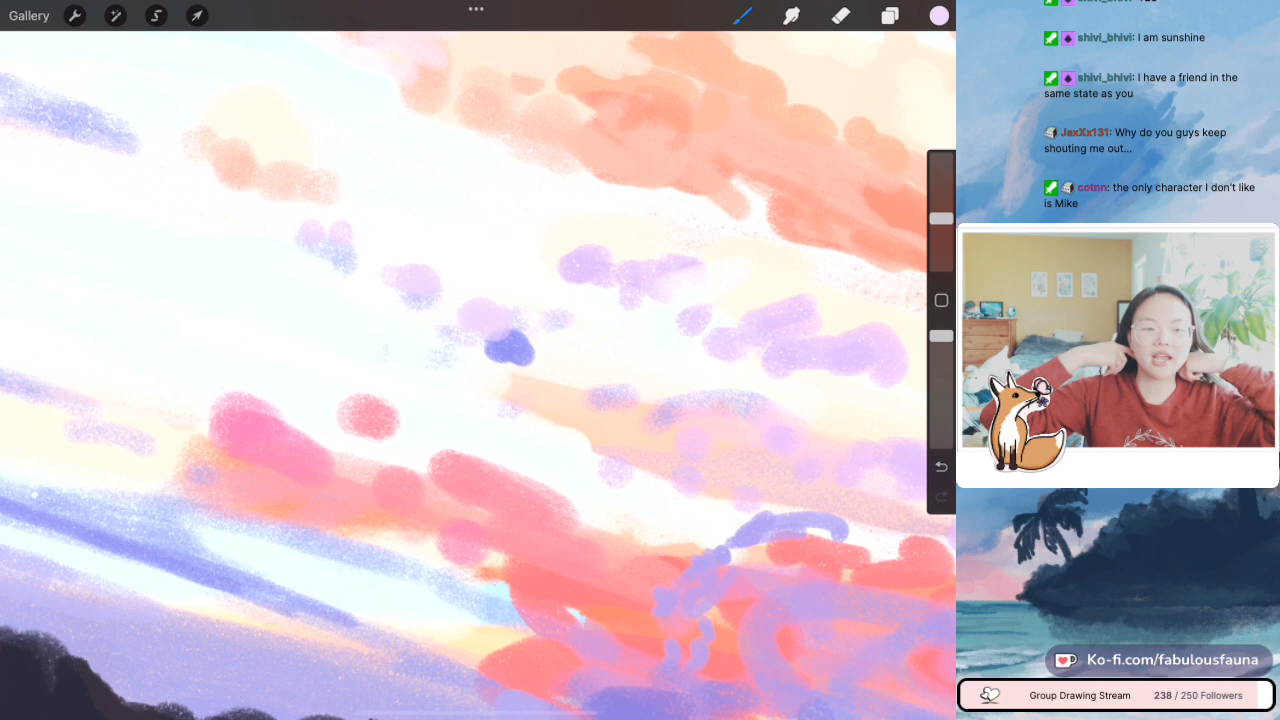 Gallery
shivi_bhivi: I am sunshine
shivi_bhivi: I have a friend in the
same state as you
JaxXx131: Why do you guys keep
shouting me out...
cotnn: the only character I don't like
is Mike
Ko-fi.com/fabulousfauna
Group Drawing Stream 238 / 250 Followers